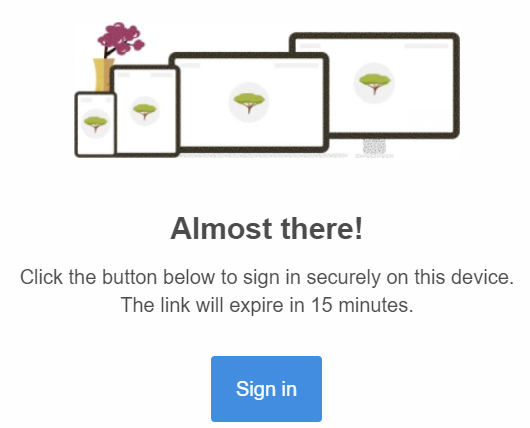 Almost there!
Click the button below to sign in securely on this device.
The link will expire in 15 minutes.
Sign in